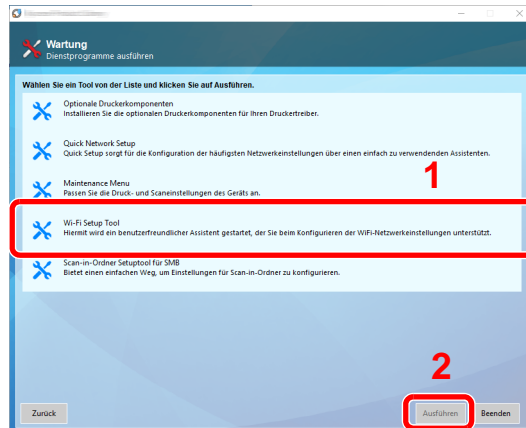 Wartung
Dienstprogramme ausführen
Wählen Sie ein Tool von der Liste und klicken Sie auf Ausführen.
Optionale Druckerkomponenten
Installieren Sie die optionalen Druckerkomponenten für Ihren Druckertreiber.
Quick Network Setup
Quick Setup sorgt für die Konfiguration der häufigsten Netzwerkeinstellungen über einen einfach zu verwendenden Assistenten.
1
Maintenance Menu
Passen Sie die Druck- und Scaneinstellungen des Geräts an.
Wi-Fi Setup Tool
Hiermit wird ein benutzerfreundlicher Assistent gestartet, der Sie beim Konfigurieren der WiFi-Netzwerkeinstellungen unterstützt.
Scan-in-Ordner Setuptool für SMB
Bietet einen einfachen Weg, um Einstellungen für Scan-in-Ordner zu konfigurieren.
2
Zurück
Ausführen
Beenden